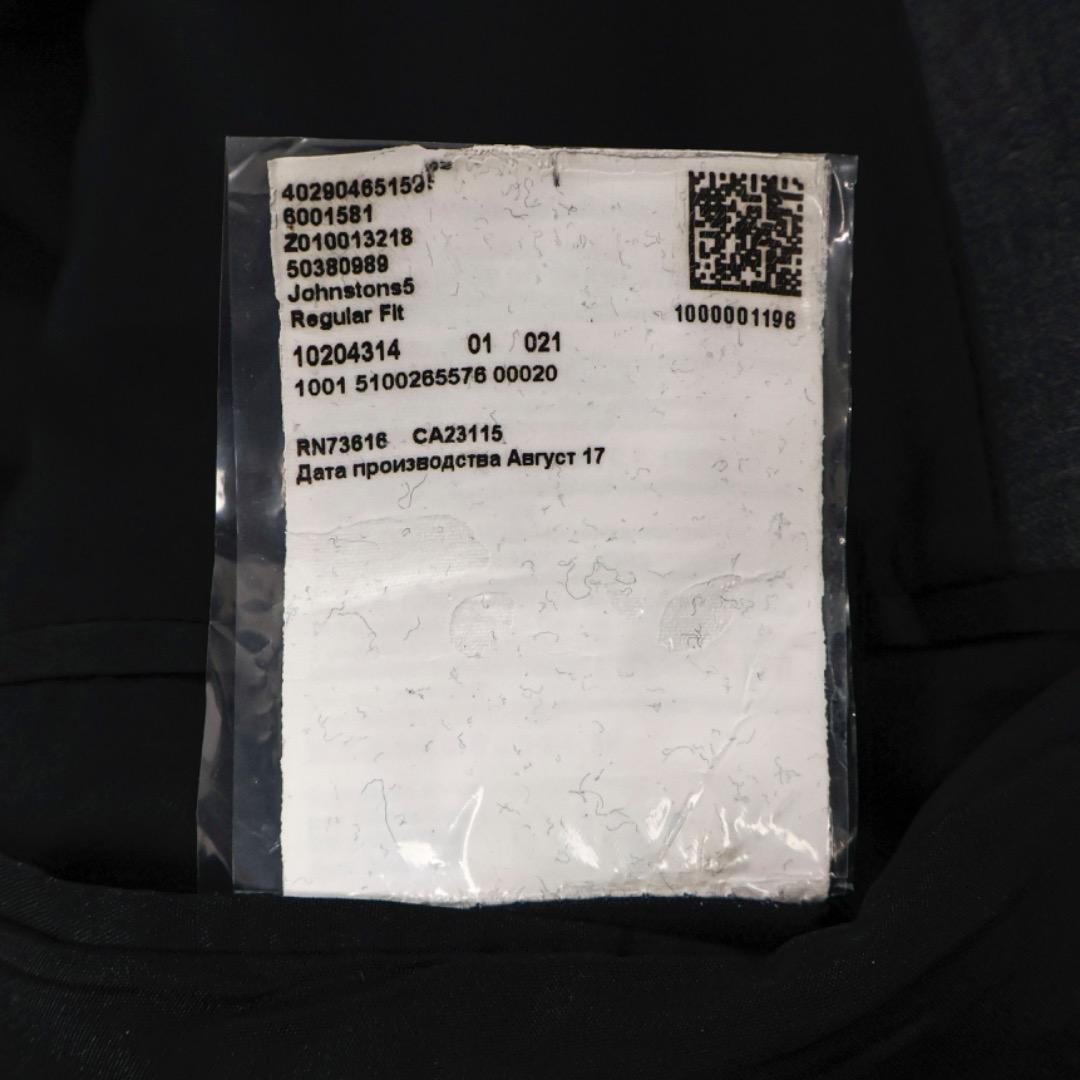 6001581
Z010013218
50380989
Johnstons5
Regular Fit
1000001196
10204314 01 021
1001 5100265576 00020
RN73616 CA23115
Дата производства Август 17